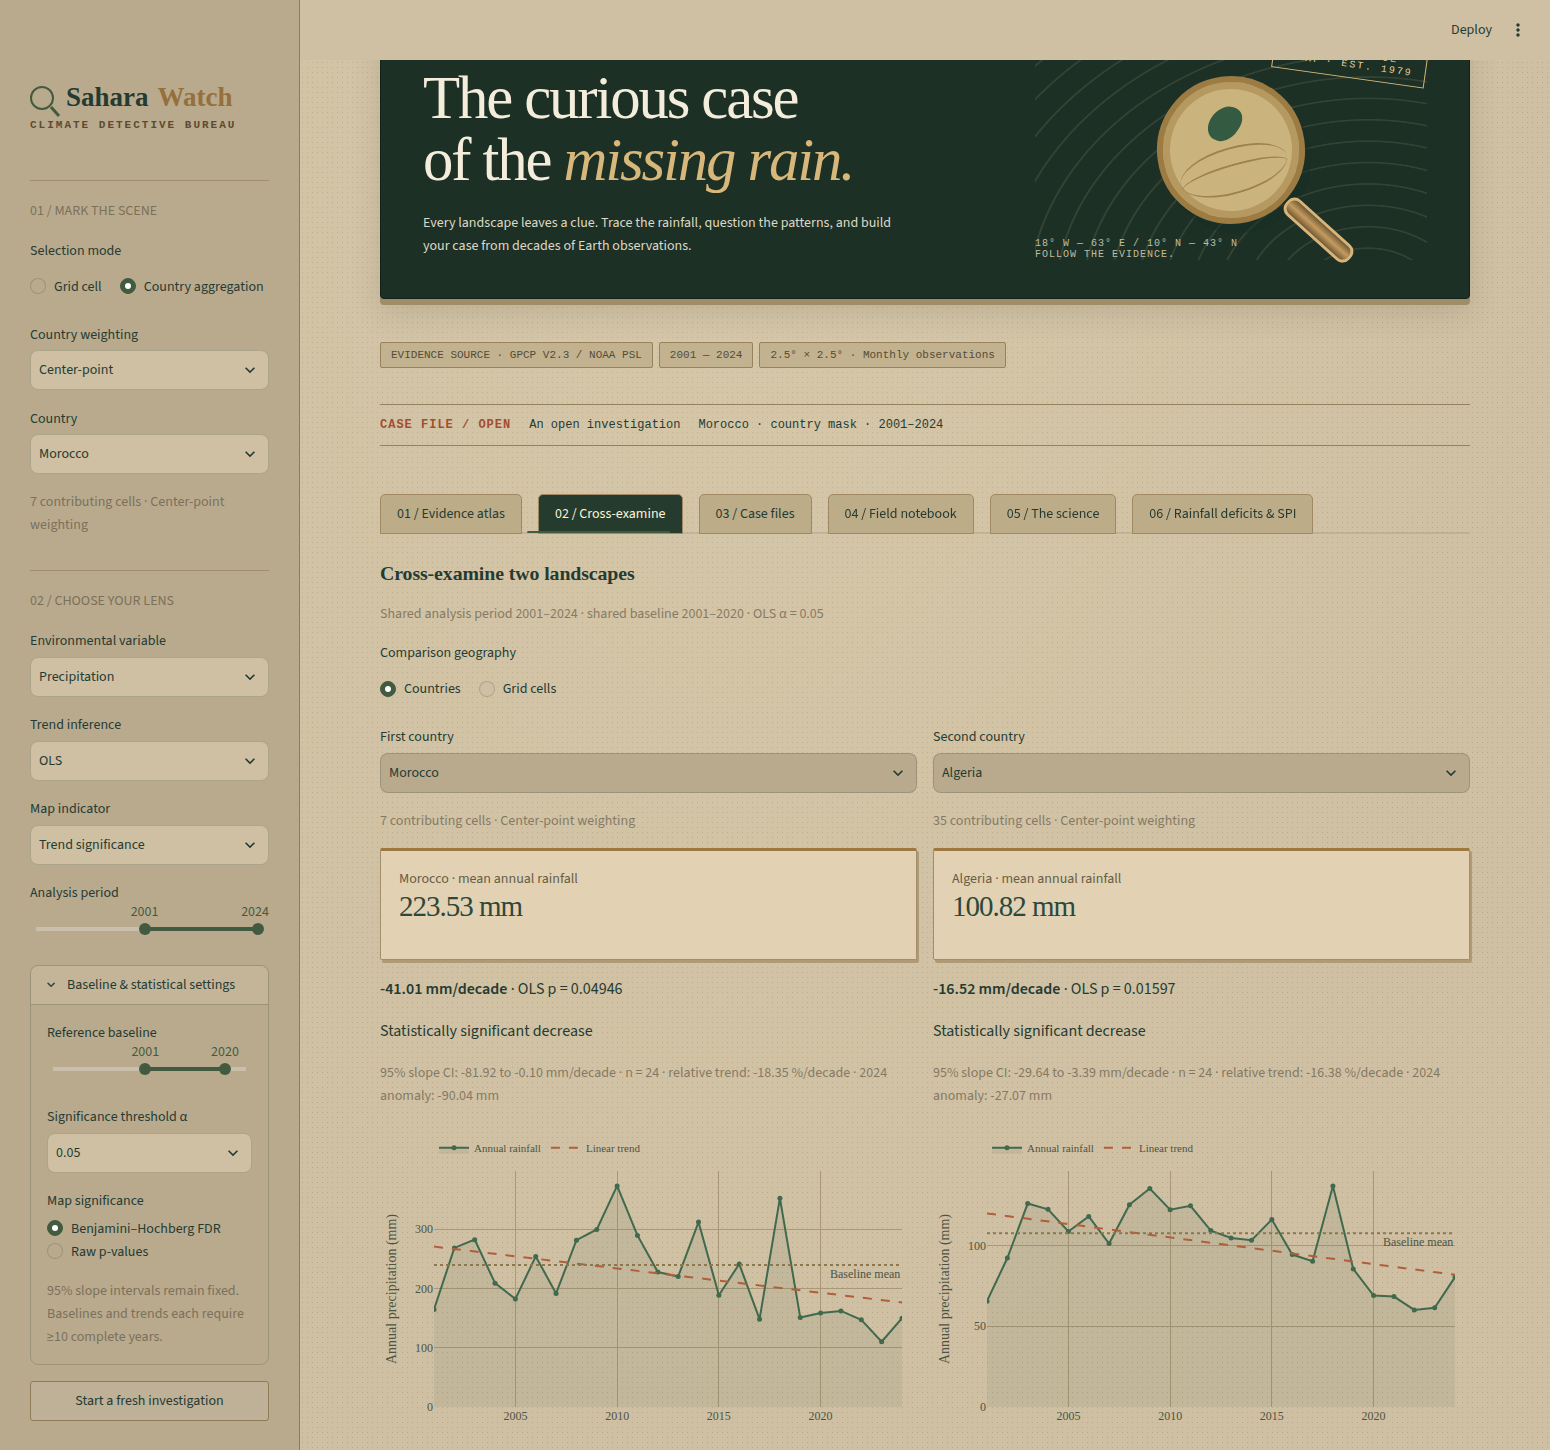 Deploy
Sahara Watch
CLIMATE DETECTIVE BUREAU
01 / MARK THE SCENE
Selection mode
Grid cell
Country aggregation
Country weighting
Center-point
Country
Morocco
7 contributing cells · Center-point
weighting
02 / CHOOSE YOUR LENS
Environmental variable
Precipitation
Trend inference
OLS
Map indicator
Trend significance
Analysis period
2001
2024
Baseline & statistical settings
Reference baseline
2001
2020
Significance threshold α
0.05
Map significance
Benjamini–Hochberg FDR
Raw p-values
95% slope intervals remain fixed.
Baselines and trends each require
≥10 complete years.
Start a fresh investigation
EST. 1979
The curious case
of the missing rain.
Every landscape leaves a clue. Trace the rainfall, question the patterns, and build
your case from decades of Earth observations.
18° W — 63° E / 10° N — 43° N
FOLLOW THE EVIDENCE.
EVIDENCE SOURCE · GPCP V2.3 / NOAA PSL
2001 — 2024
2.5° × 2.5° · Monthly observations
CASE FILE / OPEN An open investigation Morocco · country mask · 2001–2024
01 / Evidence atlas
02 / Cross-examine
03 / Case files
04 / Field notebook
05 / The science
06 / Rainfall deficits & SPI
Cross-examine two landscapes
Shared analysis period 2001–2024 · shared baseline 2001–2020 · OLS α = 0.05
Comparison geography
Countries
Grid cells
First country
Morocco
7 contributing cells · Center-point weighting
Morocco · mean annual rainfall
223.53 mm
-41.01 mm/decade · OLS p = 0.04946
Statistically significant decrease
95% slope CI: -81.92 to -0.10 mm/decade · n = 24 · relative trend: -18.35 %/decade · 2024
anomaly: -90.04 mm
Annual rainfall
Linear trend
Annual precipitation (mm)
300
200
100
0
Baseline mean
2005
2010
2015
2020
Second country
Algeria
35 contributing cells · Center-point weighting
Algeria · mean annual rainfall
100.82 mm
-16.52 mm/decade · OLS p = 0.01597
Statistically significant decrease
95% slope CI: -29.64 to -3.39 mm/decade · n = 24 · relative trend: -16.38 %/decade · 2024
anomaly: -27.07 mm
Annual rainfall
Linear trend
Annual precipitation (mm)
100
50
0
Baseline mean
2005
2010
2015
2020